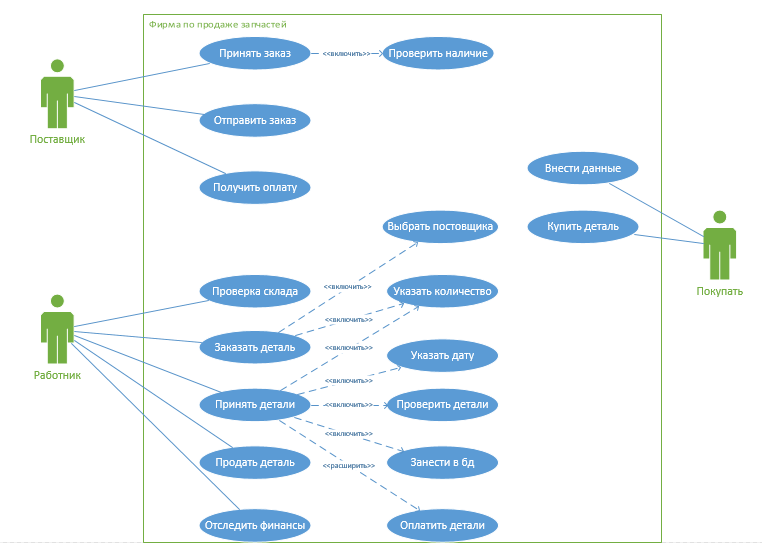 Фирма по продаже запчастей
Принять заказ
<<включить>>
Проверить наличие
Поставщик
Отправить заказ
Получить оплату
Внести данные
Выбрать постовщика
Купить деталь
Покупать
Проверка склада
<<включить>>
Указать количество
<<включить>>
Заказать деталь
<<включить>>
Указать дату
Работник
<<включить>>
Принять детали
<<включить>>
Проверить детали
<<включить>>
Продать деталь
<<расширить>>
Занести в бд
Отследить финансы
Оплатить детали